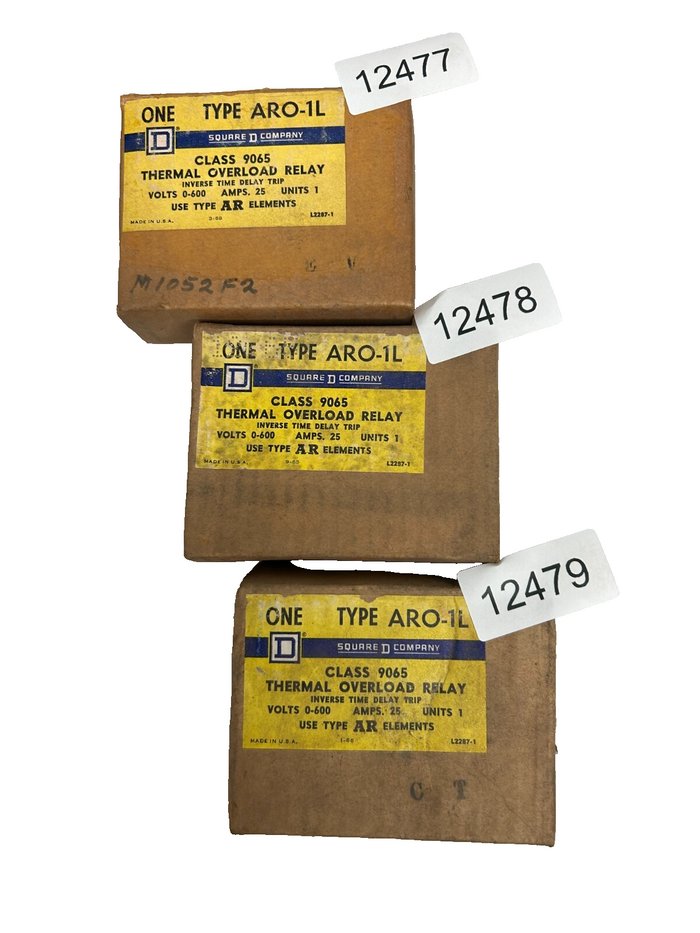 12477
ONE TYPE ARO-1L
D
SQUARE D COMPANY
CLASS 9065
THERMAL OVERLOAD RELAY
INVERSE TIME DELAY TRIP
VOLTS 0-600 AMPS. 25 UNITS 1
USE TYPE AR ELEMENTS
MADE IN U.S.A. L2287-1
V
M1052F2
12478
ONE TYPE ARO-1L
D
SQUARE D COMPANY
CLASS 9065
THERMAL OVERLOAD RELAY
INVERSE TIME DELAY TRIP
VOLTS 0-600 AMPS. 25 UNITS 1
USE TYPE AR ELEMENTS
MADE IN U.S.A. L2287-1
12479
ONE TYPE ARO-1L
D
SQUARE D COMPANY
CLASS 9065
THERMAL OVERLOAD RELAY
INVERSE TIME DELAY TRIP
VOLTS 0-600 AMPS. 25 UNITS 1
USE TYPE AR ELEMENTS
MADE IN U.S.A. L2287-1
C T